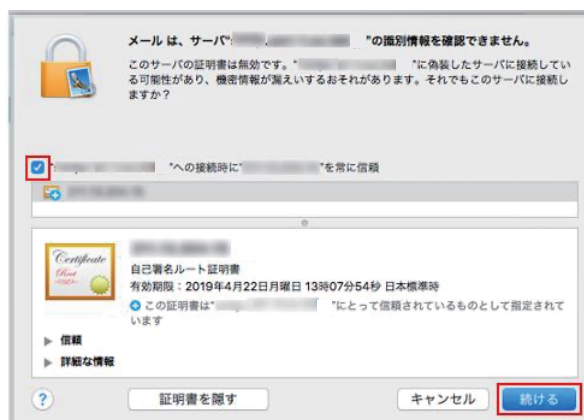 メール は、サーバ" "の識別情報を確認できません。
このサーバの証明書は無効です。" "に偽装したサーバに接続してい
る可能性があり、機密情報が漏えいするおそれがあります。それでもこのサーバに接続し
ますか？
" "への接続時に" "を常に信頼
Certificate
Root
自己署名ルート証明書
有効期限：2019年4月22日月曜日 13時07分54秒 日本標準時
この証明書は" "にとって信頼されているものとして指定されて
います
信頼
詳細な情報
?
証明書を隠す
キャンセル
続ける